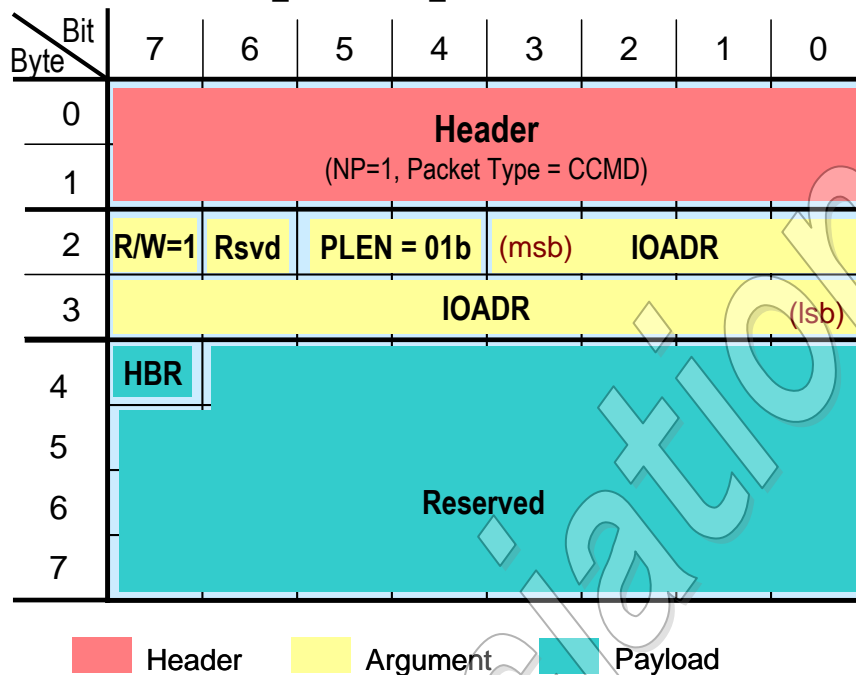 Bit
Byte 7 6 5 4 3 2 1 0
0
Header
1
(NP=1, Packet Type = CCMD)
2 R/W=1 Rsvd PLEN = 01b (msb) IOADR
3 IOADR (lsb)
4 HBR
5
6 Reserved
7
Header Argument Payload